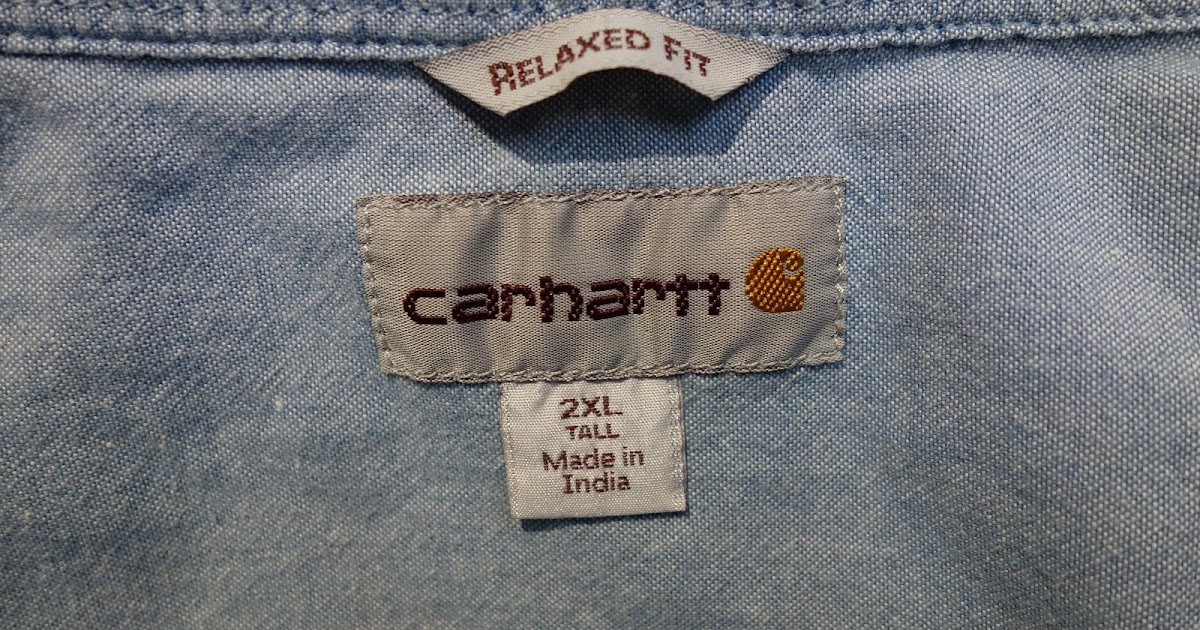 RELAXED FIT
carhartt
2XL
TALL
Made in
India